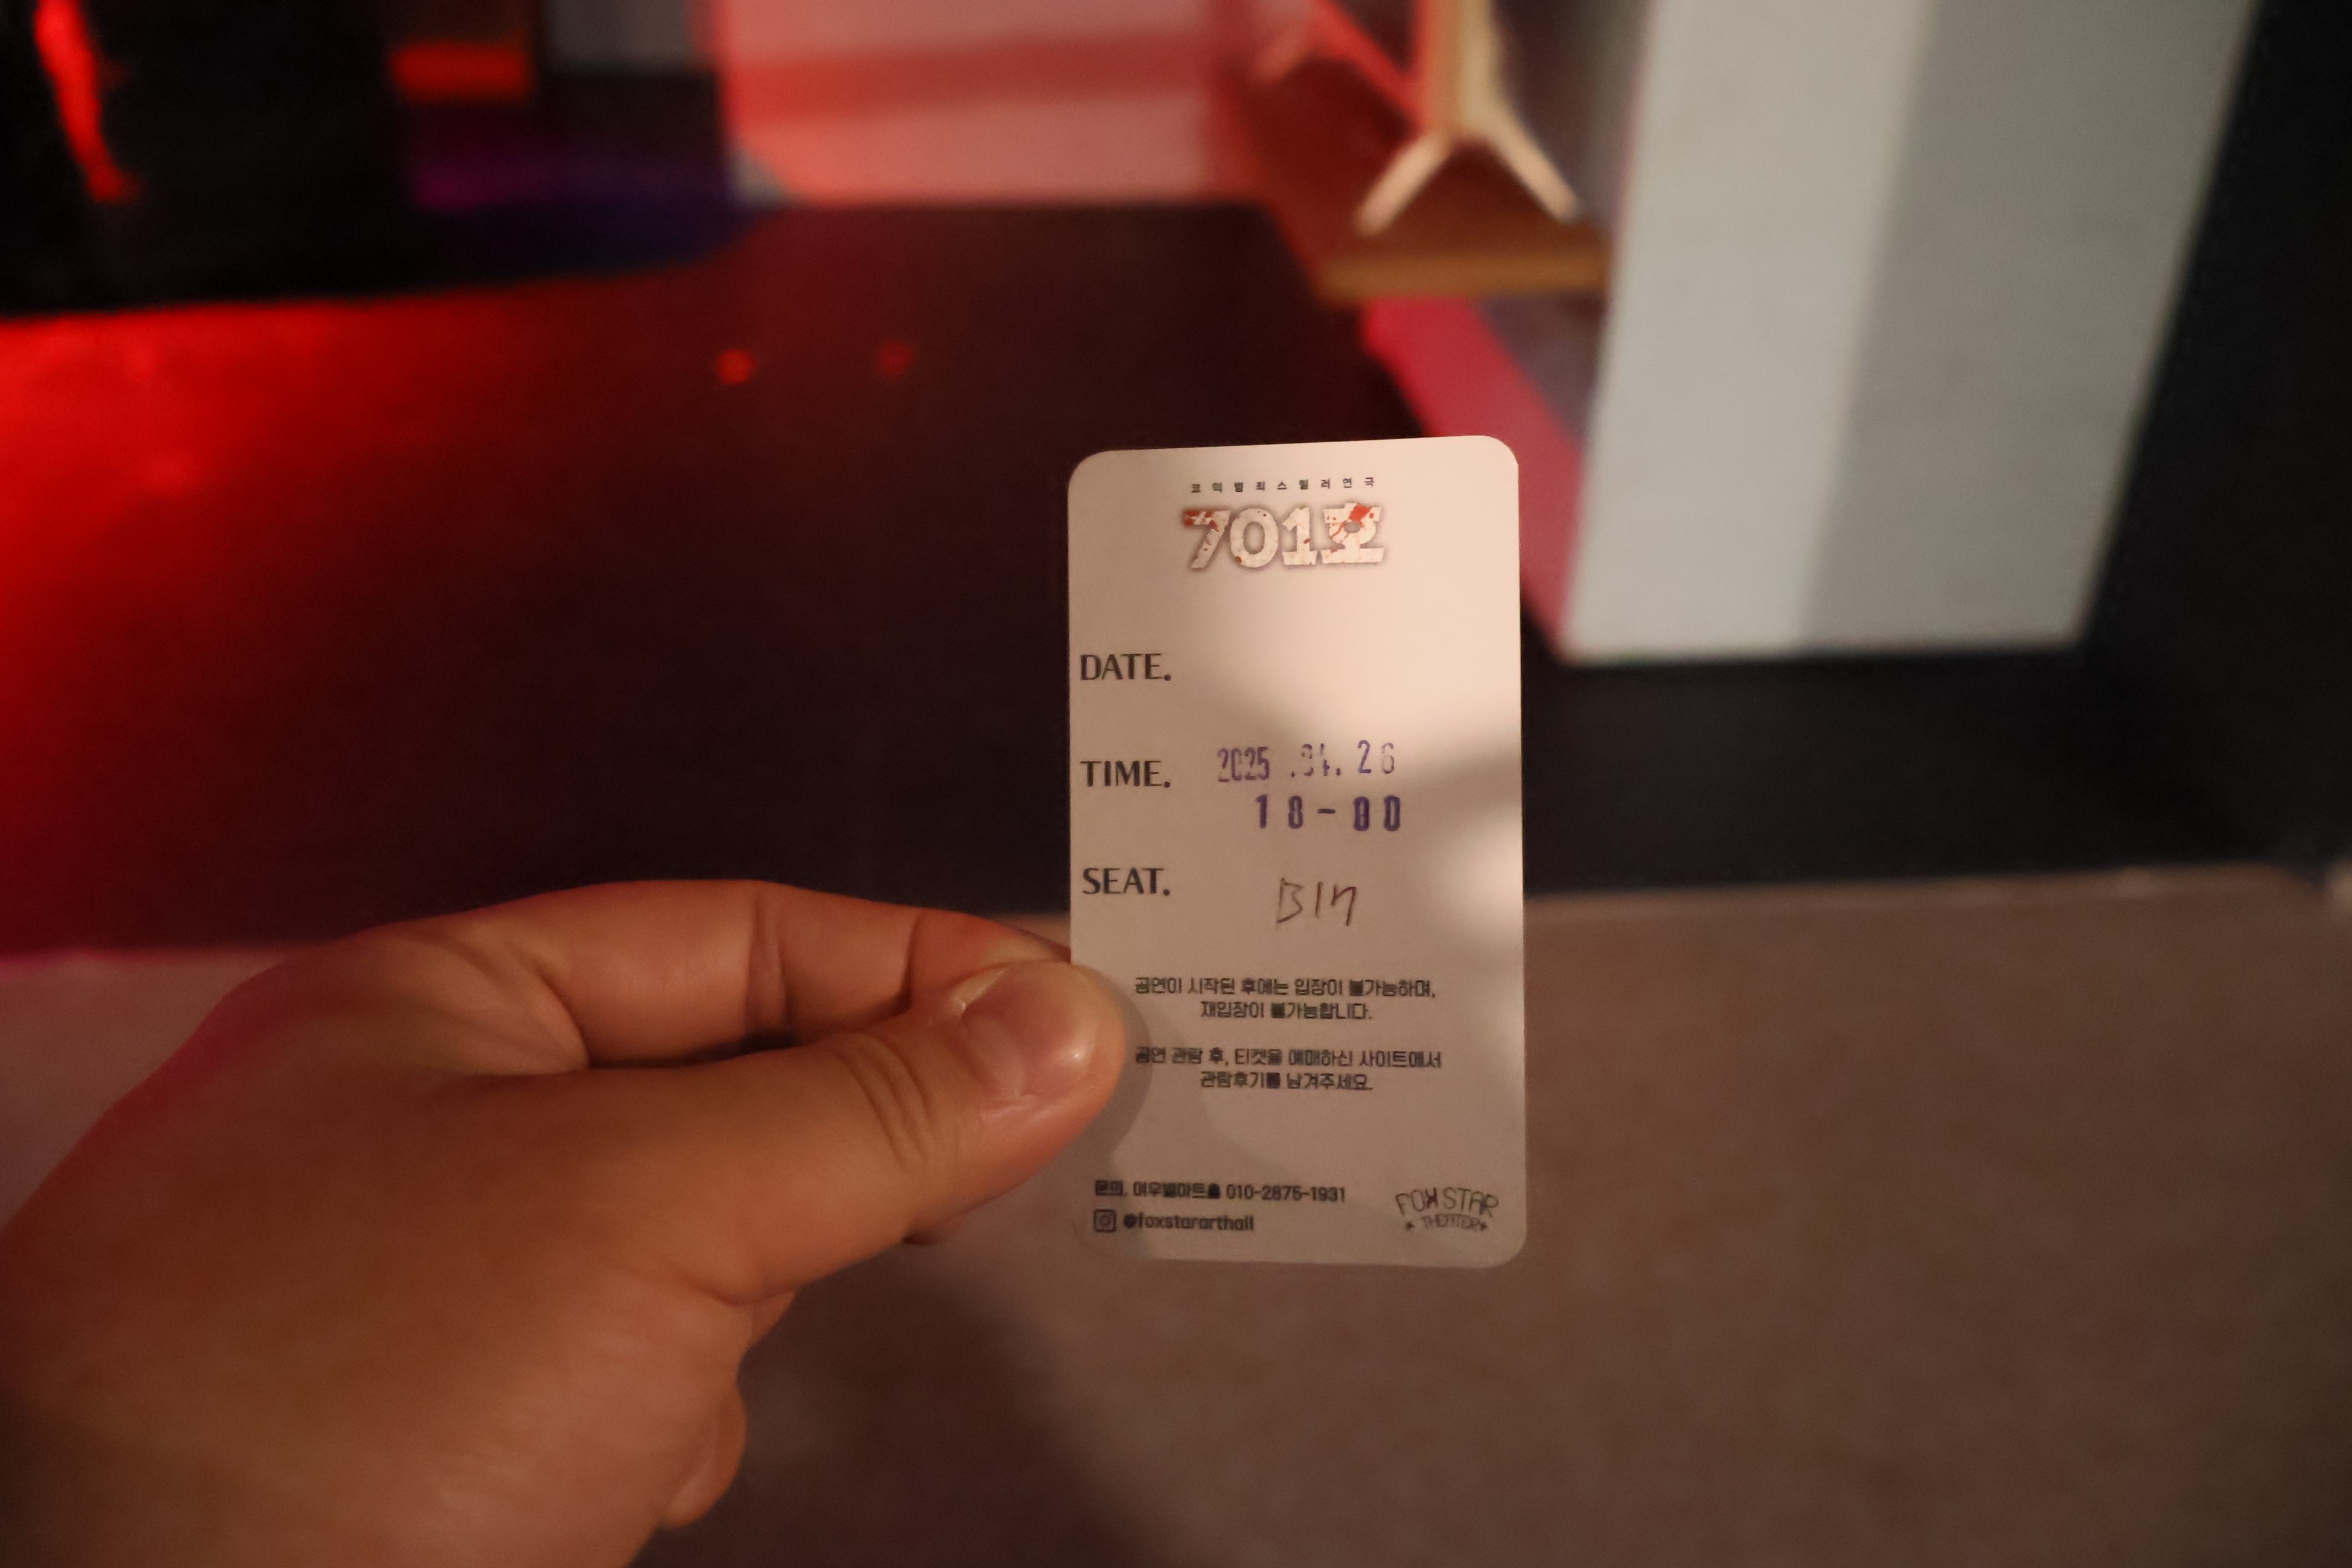 코믹범죄스릴러연극
701호
DATE.
TIME. 2025.04.26
18-00
SEAT. B17
공연이 시작된 후에는 입장이 불가능하며,
재입장이 불가능합니다.
공연 관람 후, 티켓을 예매하신 사이트에서
관람후기를 남겨주세요.
문의. 여우별아트홀 010-2875-1931
@foxstararthall
FOX STAR
THEATER